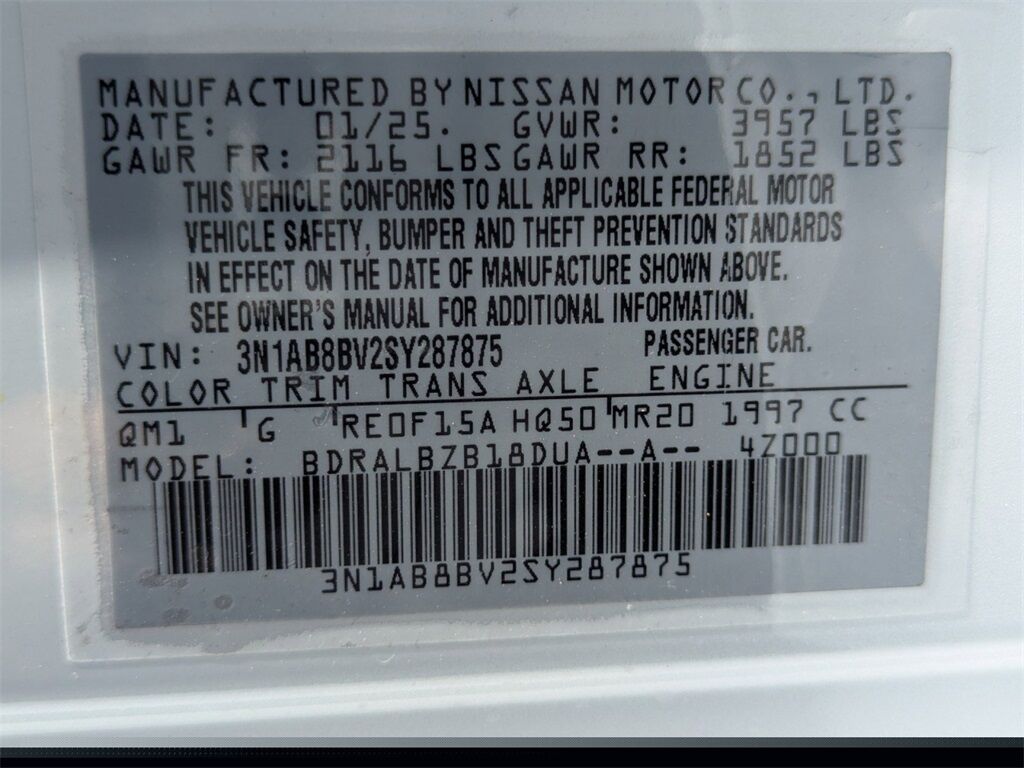 MANUFACTURED BY NISSAN MOTOR CO., LTD.
DATE: 01/25. GVWR: 3957 LBS
GAWR FR: 2116 LBS GAWR RR: 1852 LBS
THIS VEHICLE CONFORMS TO ALL APPLICABLE FEDERAL MOTOR
VEHICLE SAFETY, BUMPER AND THEFT PREVENTION STANDARDS
IN EFFECT ON THE DATE OF MANUFACTURE SHOWN ABOVE.
SEE OWNER'S MANUAL FOR ADDITIONAL INFORMATION.
VIN: 3N1AB8BV2SY287875 PASSENGER CAR.
COLOR TRIM TRANS AXLE ENGINE
QM1 G RE0F15A HQ50 MR20 1997 CC
MODEL: BDRALBZB18DUA--A-- 4Z000
3N1AB8BV2SY287875